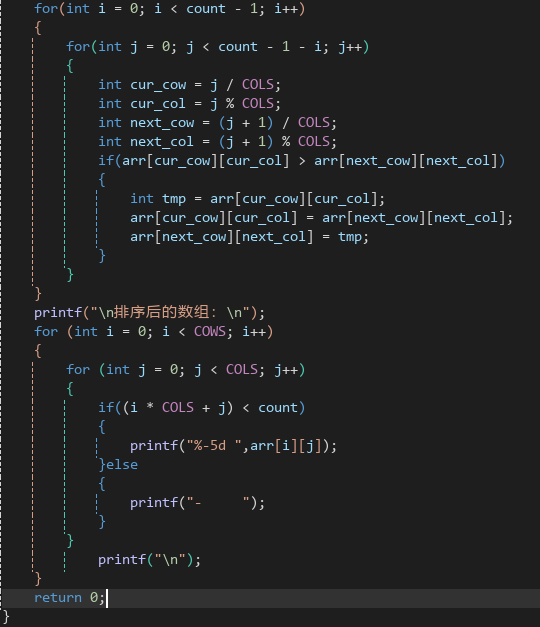 for(int i = 0; i < count - 1; i++)
{
for(int j = 0; j < count - 1 - i; j++)
{
int cur_cow = j / COLS;
int cur_col = j % COLS;
int next_cow = (j + 1) / COLS;
int next_col = (j + 1) % COLS;
if(arr[cur_cow][cur_col] > arr[next_cow][next_col])
{
int tmp = arr[cur_cow][cur_col];
arr[cur_cow][cur_col] = arr[next_cow][next_col];
arr[next_cow][next_col] = tmp;
}
}
}
printf("\n排序后的数组: \n");
for (int i = 0; i < COWS; i++)
{
for (int j = 0; j < COLS; j++)
{
if((i * COLS + j) < count)
{
printf("%-5d ",arr[i][j]);
}else
{
printf("-     ");
}
}
printf("\n");
}
return 0;
}